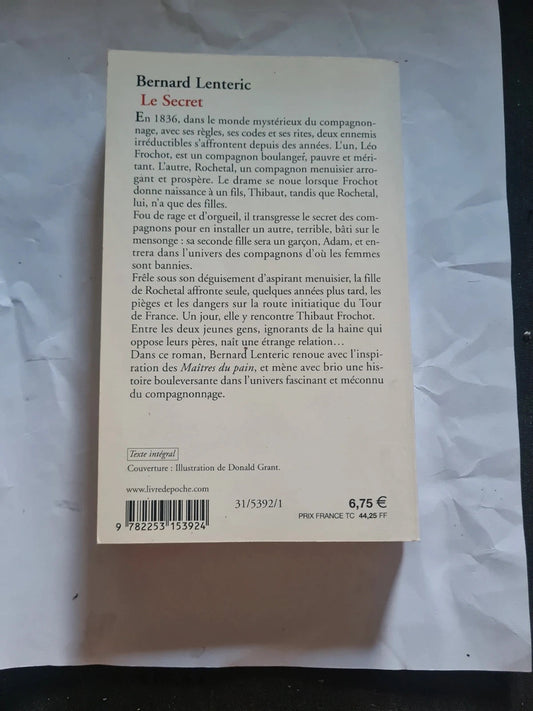 Bernard Lenteric
Le Secret
En 1836, dans le monde mystérieux du compagnon-
nage, avec ses règles, ses codes et ses rites, deux ennemis
irréductibles s'affrontent depuis des années. L'un, Léo
Frochot, est un compagnon boulanger, pauvre et méri-
tant. L'autre, Rochetal, un compagnon menuisier arro-
gant et prospère. Le drame se noue lorsque Frochot
donne naissance à un fils, Thibaut, tandis que Rochetal,
lui, n'a que des filles.
Fou de rage et d'orgueil, il transgresse le secret des com-
pagnons pour en installer un autre, terrible, bâti sur le
mensonge : sa seconde fille sera un garçon, Adam, et en-
trera dans l'univers des compagnons d'où les femmes
sont bannies.
Frêle sous son déguisement d'aspirant menuisier, la fille
de Rochetal affronte seule, quelques années plus tard, les
pièges et les dangers sur la route initiatique du Tour de
France. Un jour, elle y rencontre Thibaut Frochot.
Entre les deux jeunes gens, ignorants de la haine qui
oppose leurs pères, naît une étrange relation...
Dans ce roman, Bernard Lenteric renoue avec l'inspi-
ration des Maîtres du pain, et mène avec brio une his-
toire bouleversante dans l'univers fascinant et méconnu
du compagnonnage.
Texte intégral
Couverture : Illustration de Donald Grant.
www.livredepoche.com
31/5392/1
6,75 €
PRIX FRANCE TC 44,25 FF
9 782253 153924